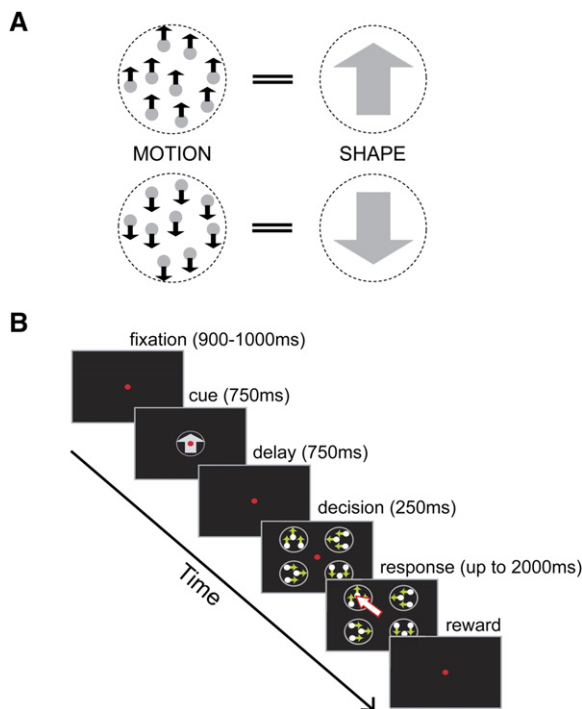 A
MOTION SHAPE
B
fixation (900-1000ms)
cue (750ms)
delay (750ms)
decision (250ms)
response (up to 2000ms)
reward
Time